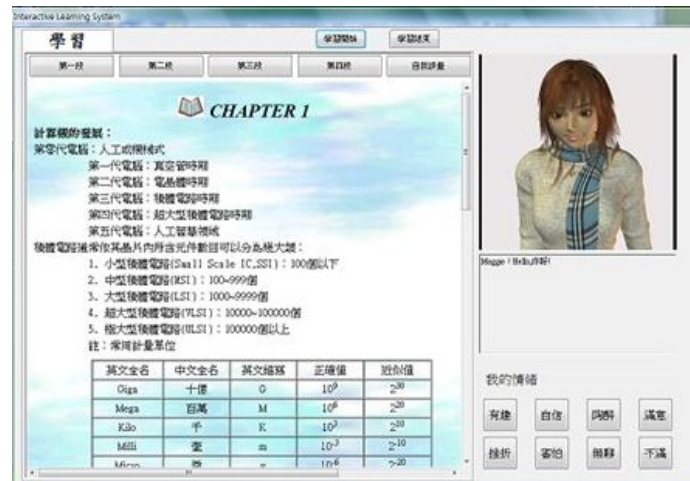 Interactive Learning System
學習
學習開始
學習結束
第一段
第二段
第三段
第四段
自我評量
CHAPTER 1
計算機的發展：
第零代電腦：人工或機械式
第一代電腦：真空管時期
第二代電腦：電晶體時期
第三代電腦：積體電路時期
第四代電腦：超大型積體電路時期
第五代電腦：人工智慧領域
積體電路通常依其晶片內所含元件數目可以分為幾大類：
1. 小型積體電路(Small Scale IC,SSI)：100個以下
2. 中型積體電路(MSI)：100~999個
3. 大型積體電路(LSI)：1000~9999個
4. 超大型積體電路(VLSI)：10000~100000個
5. 極大型積體電路(ULSI)：100000個以上
註：常用計量單位
英文全名 中文全名 英文縮寫 正確值 近似值
Giga 十億 G 10⁹ 2³⁰
Mega 百萬 M 10⁶ 2²⁰
Kilo 千 K 10³ 2¹⁰
Milli 毫 m 10⁻³ 2⁻¹⁰
Micro 微 10⁻⁶ 2⁻²⁰
Maggie：Hello,你好!
我的情緒
有趣 自信 滿意
挫折 害怕 無聊 不滿